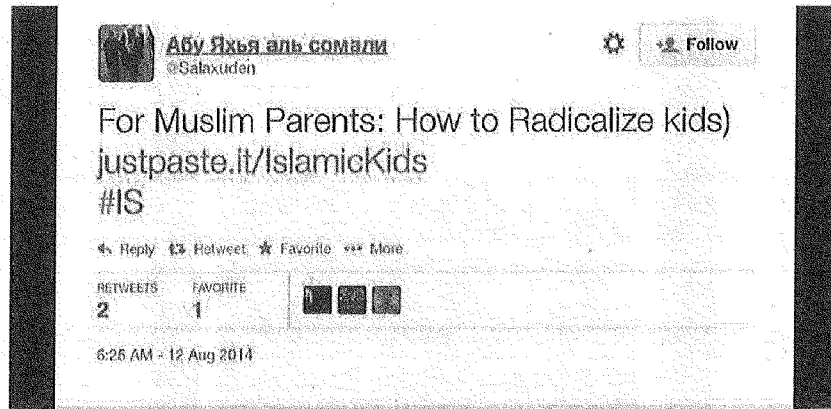 Абу Яхья аль сомали
@Salaxuden
Follow
For Muslim Parents: How to Radicalize kids)
justpaste.it/IslamicKids
#IS
Reply Retweet Favorite More
RETWEETS FAVORITE
2 1
6:25 AM - 12 Aug 2014